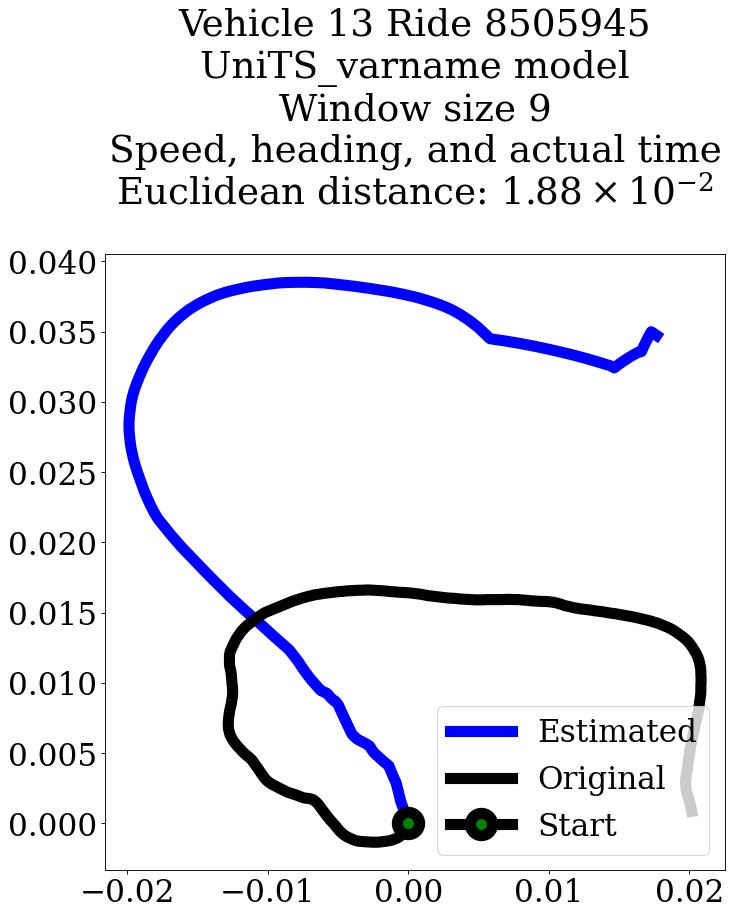 Vehicle 13 Ride 8505945
UniTS_varname model
Window size 9
Speed, heading, and actual time
Euclidean distance: 1.88 × 10⁻²
0.040
0.035
0.030
0.025
0.020
0.015
0.010
0.005
0.000
Estimated
Original
Start
−0.02 −0.01 0.00 0.01 0.02